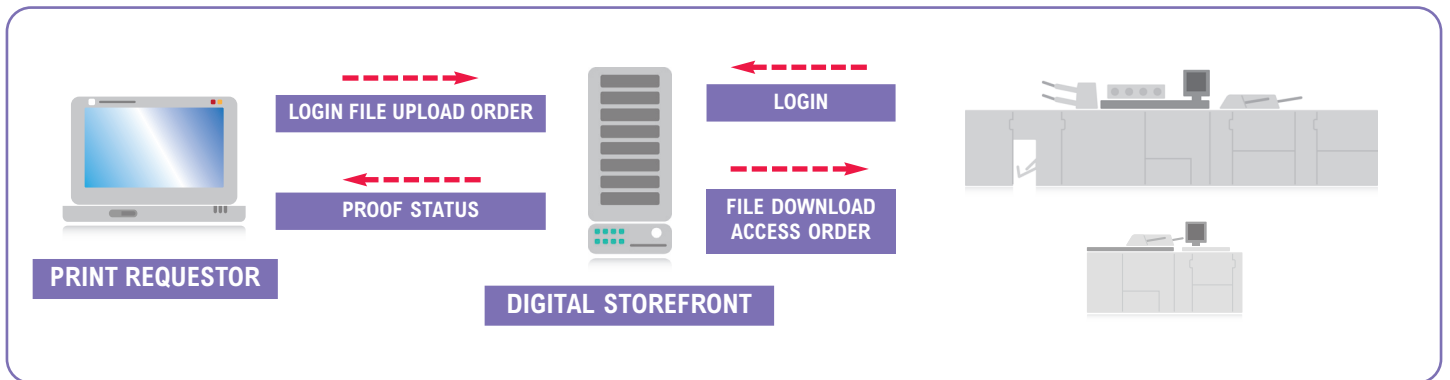 LOGIN FILE UPLOAD ORDER
PROOF STATUS
PRINT REQUESTOR
DIGITAL STOREFRONT
LOGIN
FILE DOWNLOAD
ACCESS ORDER